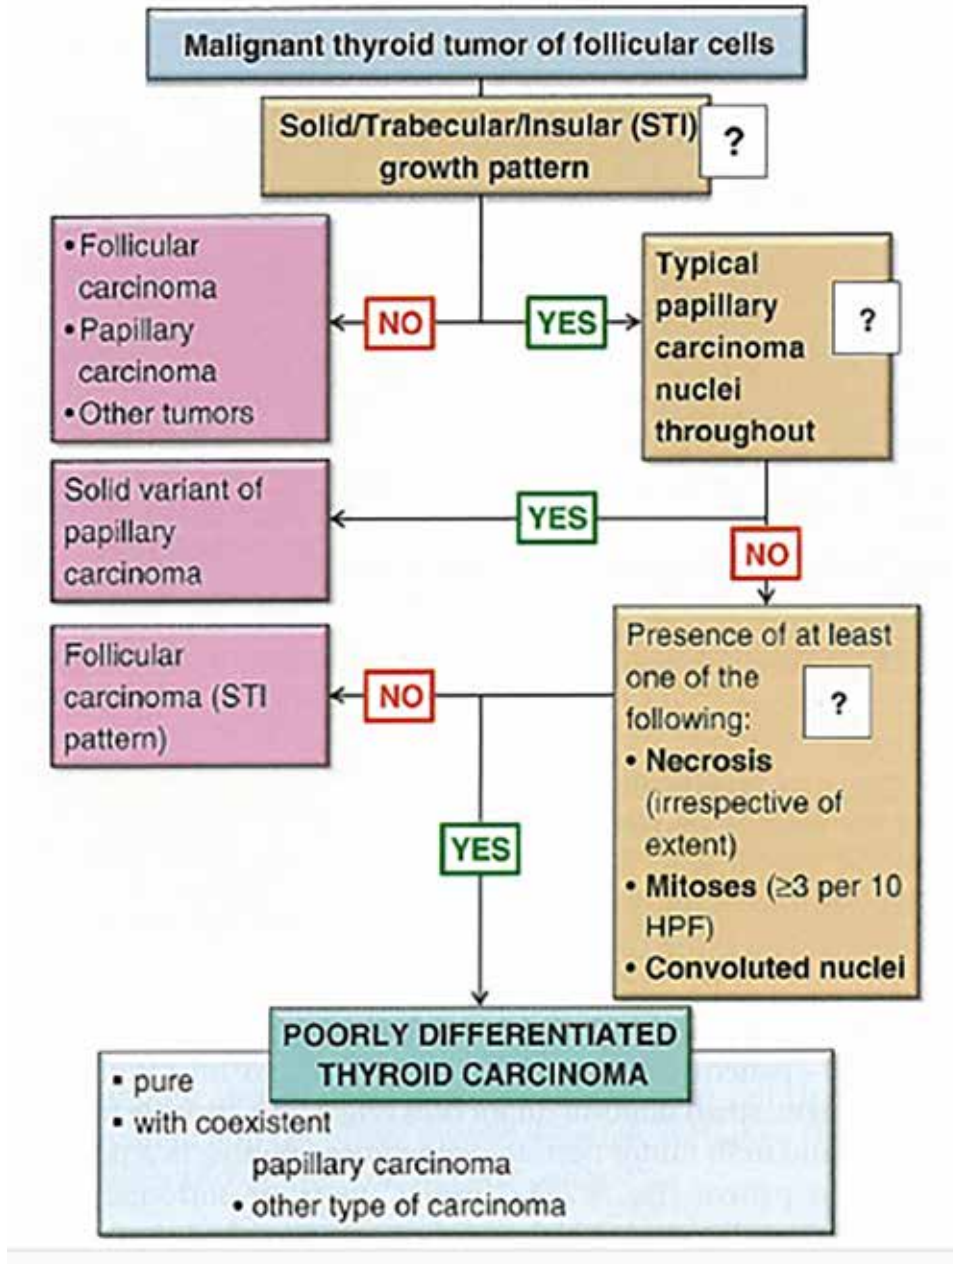 Malignant thyroid tumor of follicular cells
Solid/Trabecular/Insular (STI)
growth pattern
?
• Follicular
carcinoma
• Papillary
carcinoma
• Other tumors
NO
YES
Typical
papillary
carcinoma
nuclei
throughout
?
Solid variant of
papillary
carcinoma
YES
NO
Follicular
carcinoma (STI
pattern)
NO
YES
Presence of at least
one of the
following:
?
• Necrosis
(irrespective of
extent)
• Mitoses (≥3 per 10
HPF)
• Convoluted nuclei
POORLY DIFFERENTIATED
THYROID CARCINOMA
▪ pure
▪ with coexistent
papillary carcinoma
• other type of carcinoma